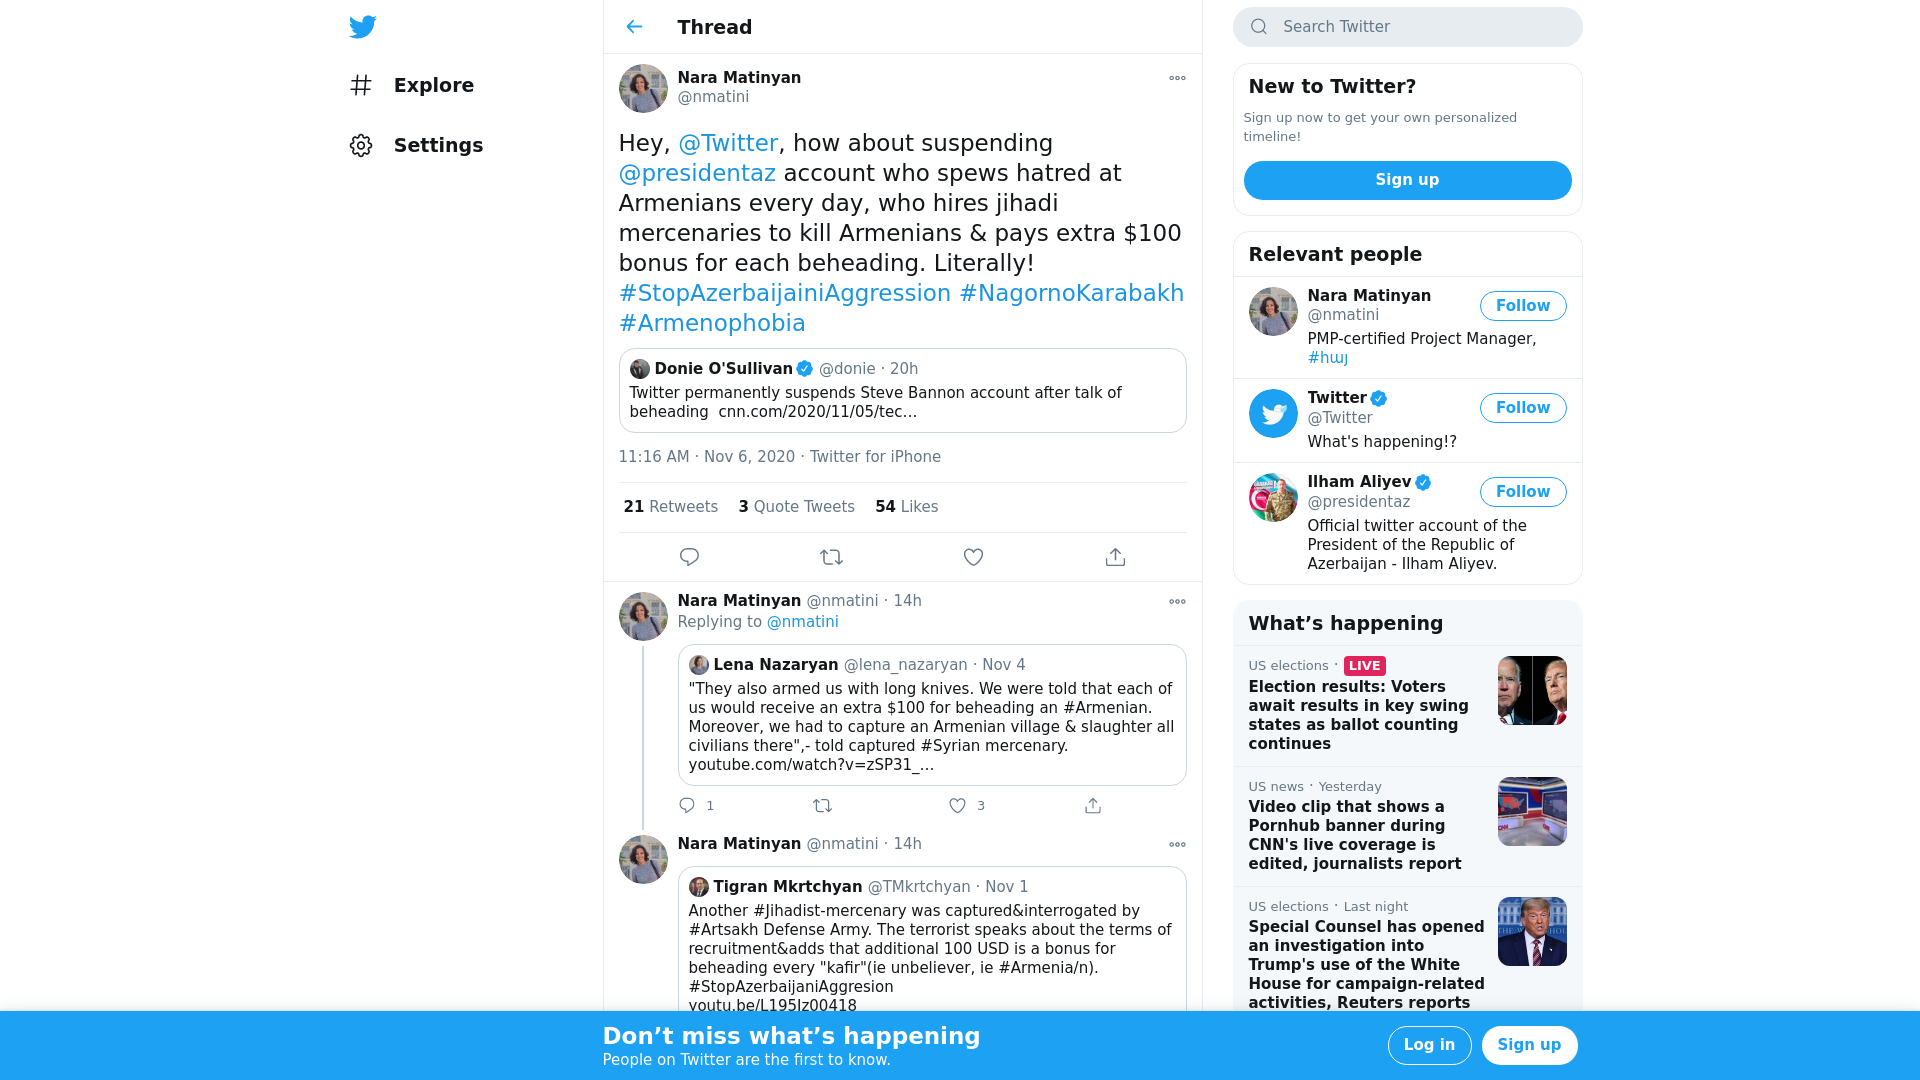 Explore
Settings
Thread
Nara Matinyan
@nmatini
Hey, @Twitter, how about suspending
@presidentaz account who spews hatred at
Armenians every day, who hires jihadi
mercenaries to kill Armenians & pays extra $100
bonus for each beheading. Literally!
#StopAzerbaijainiAggression #NagornoKarabakh
#Armenophobia
Donie O'Sullivan @donie · 20h
Twitter permanently suspends Steve Bannon account after talk of
beheading cnn.com/2020/11/05/tec…
11:16 AM · Nov 6, 2020 · Twitter for iPhone
21 Retweets 3 Quote Tweets 54 Likes
Nara Matinyan @nmatini · 14h
Replying to @nmatini
Lena Nazaryan @lena_nazaryan · Nov 4
"They also armed us with long knives. We were told that each of
us would receive an extra $100 for beheading an #Armenian.
Moreover, we had to capture an Armenian village & slaughter all
civilians there",- told captured #Syrian mercenary.
youtube.com/watch?v=zSP31_…
1 3
Nara Matinyan @nmatini · 14h
Tigran Mkrtchyan @TMkrtchyan · Nov 1
Another #Jihadist-mercenary was captured&interrogated by
#Artsakh Defense Army. The terrorist speaks about the terms of
recruitment&adds that additional 100 USD is a bonus for
beheading every "kafir"(ie unbeliever, ie #Armenia/n).
#StopAzerbaijaniAggresion
youtu.be/L195Iz00418
Search Twitter
New to Twitter?
Sign up now to get your own personalized
timeline!
Sign up
Relevant people
Nara Matinyan
@nmatini
Follow
PMP-certified Project Manager,
#հայ
Twitter
@Twitter
Follow
What's happening!?
Ilham Aliyev
@presidentaz
Follow
Official twitter account of the
President of the Republic of
Azerbaijan - Ilham Aliyev.
What’s happening
US elections · LIVE
Election results: Voters
await results in key swing
states as ballot counting
continues
US news · Yesterday
Video clip that shows a
Pornhub banner during
CNN's live coverage is
edited, journalists report
US elections · Last night
Special Counsel has opened
an investigation into
Trump's use of the White
House for campaign-related
activities, Reuters reports
Don’t miss what’s happening
People on Twitter are the first to know.
Log in
Sign up